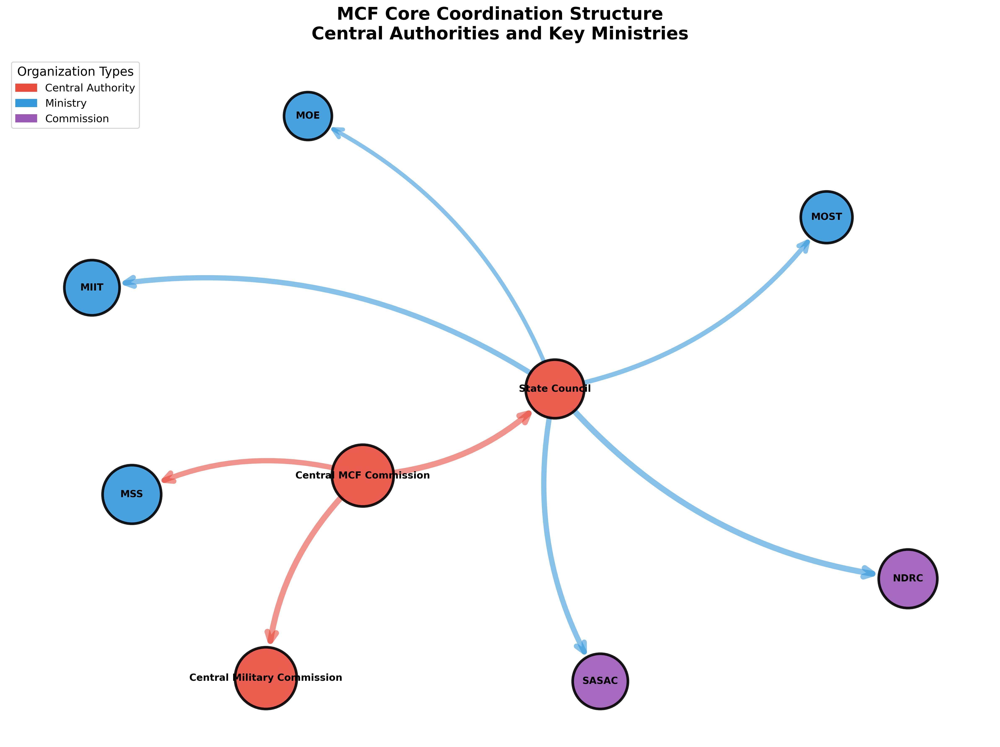 MCF Core Coordination Structure
Central Authorities and Key Ministries
Organization Types
Central Authority
Ministry
Commission
MOE
MOST
MIIT
State Council
Central MCF Commission
MSS
NDRC
Central Military Commission
SASAC